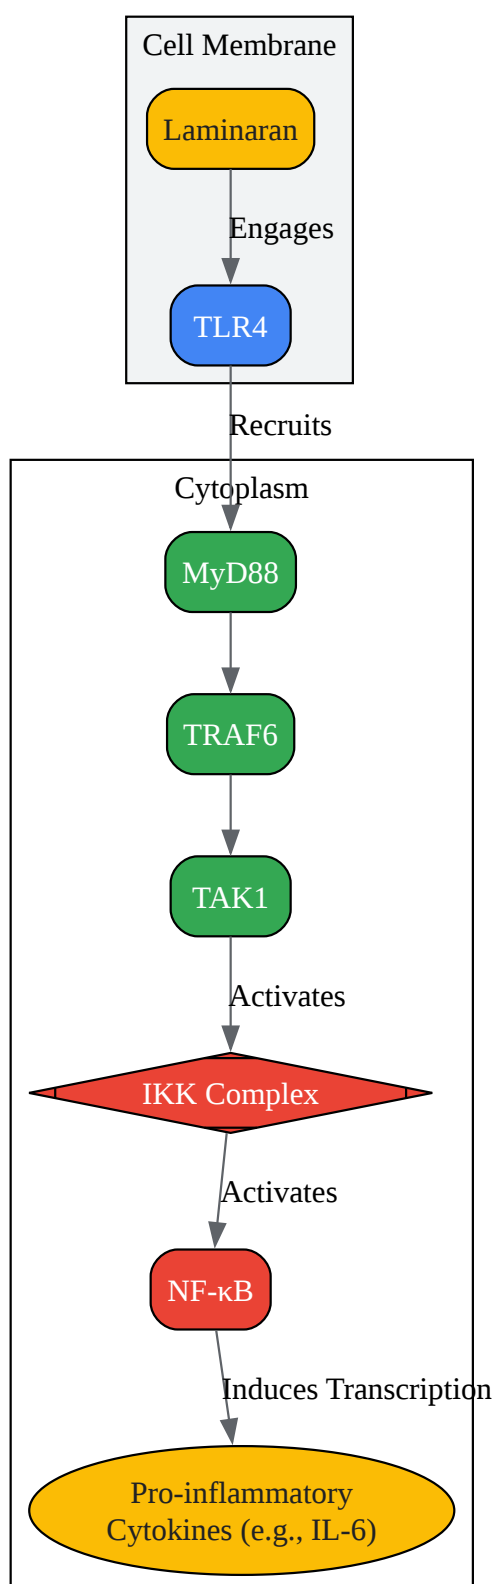 Cell Membrane
Laminaran
Engages
TLR4
Recruits
Cytoplasm
MyD88
TRAF6
TAK1
Activates
IKK Complex
Activates
NF-κB
Induces Transcription
Pro-inflammatory
Cytokines (e.g., IL-6)